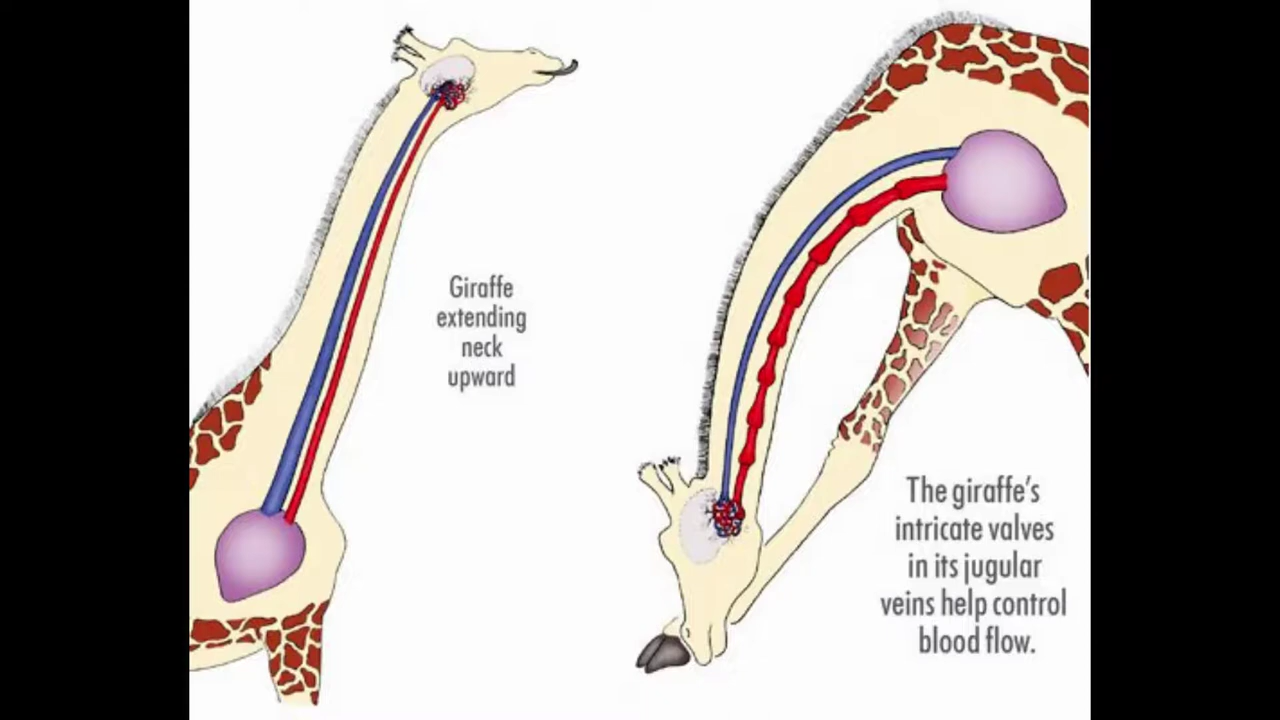 Giraffe
extending
neck
upward
The giraffe's
intricate valves
in its jugular
veins help control
blood flow.